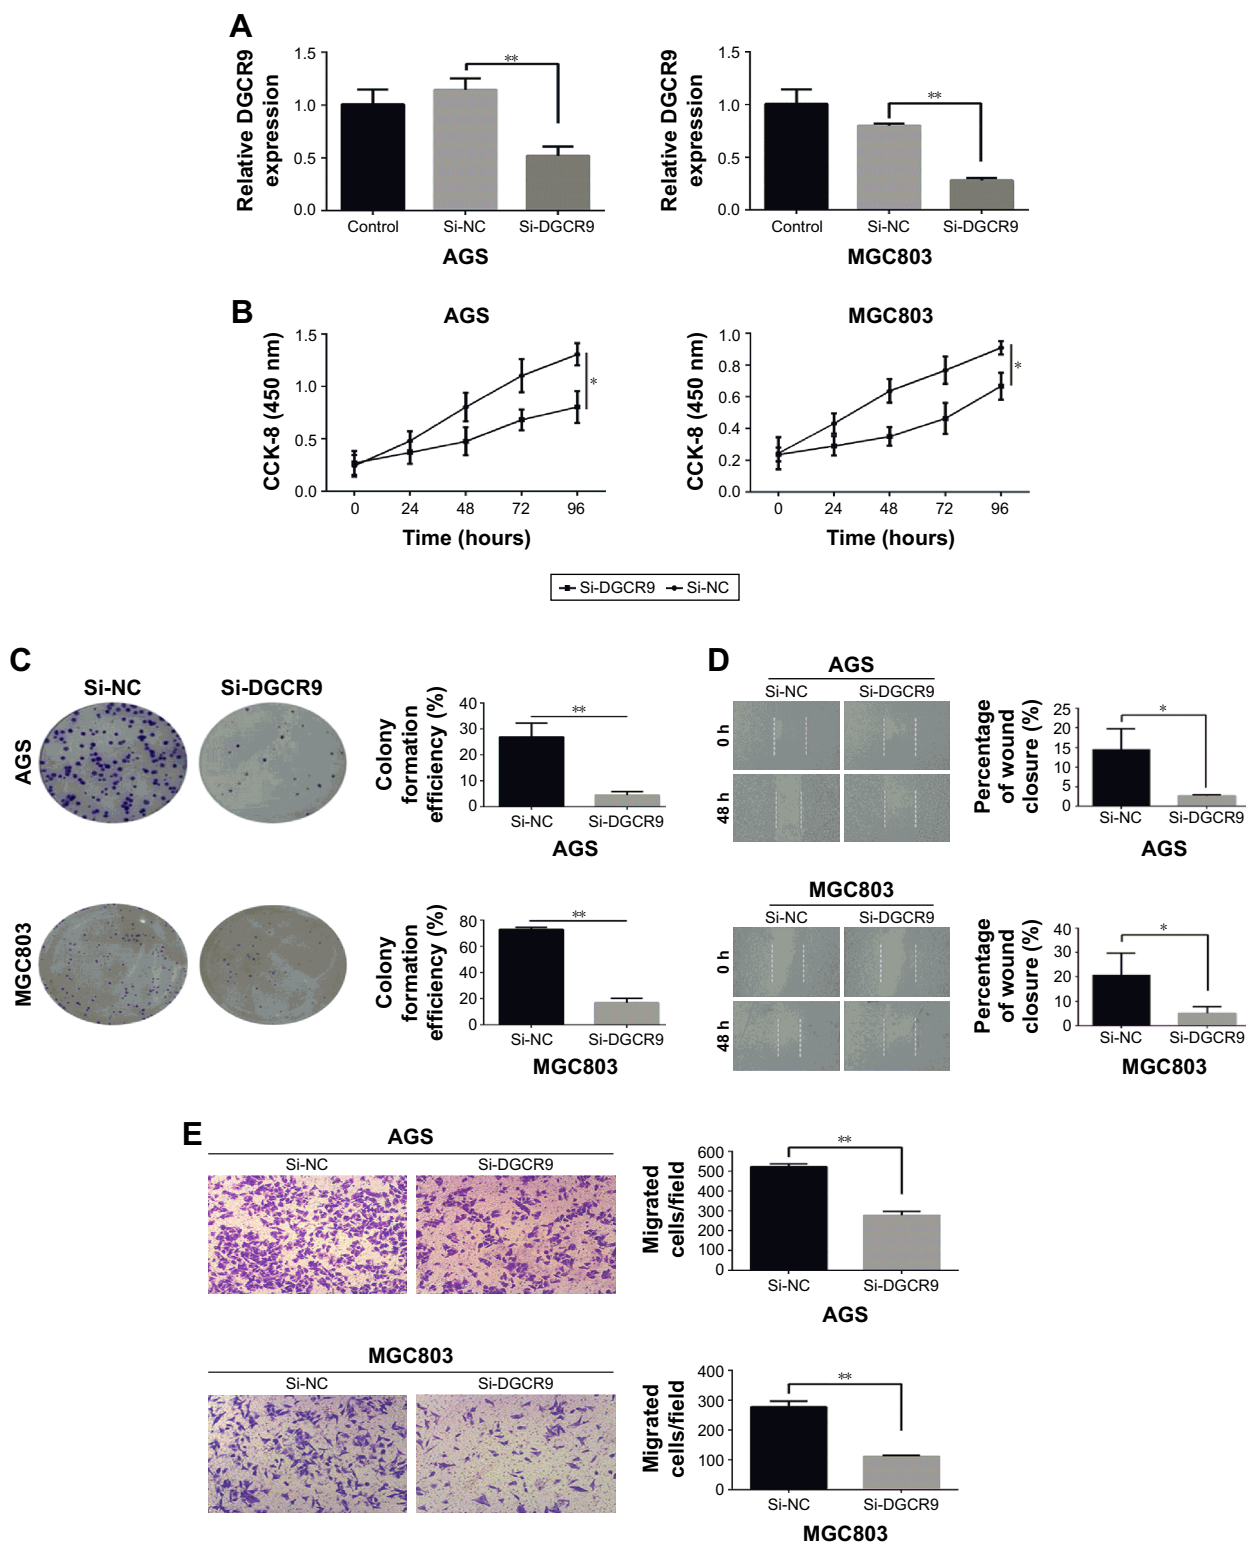 A
Relative DGCR9
expression
1.5
1.0
0.5
0.0
**
Control
Si-NC
Si-DGCR9
AGS
Relative DGCR9
expression
1.5
1.0
0.5
0.0
**
Control
Si-NC
Si-DGCR9
MGC803
B
AGS
CCK-8 (450 nm)
1.5
1.0
0.5
0.0
*
0 24 48 72 96
Time (hours)
MGC803
CCK-8 (450 nm)
1.0
0.8
0.6
0.4
0.2
0.0
*
0 24 48 72 96
Time (hours)
Si-DGCR9 Si-NC
C
Si-NC Si-DGCR9
AGS
Colony
formation
efficiency (%)
40
30
20
10
0
**
Si-NC Si-DGCR9
AGS
MGC803
Colony
formation
efficiency (%)
80
60
40
20
0
**
Si-NC Si-DGCR9
MGC803
D
AGS
Si-NC Si-DGCR9
0 h
48 h
Percentage
of wound
closure (%)
25
20
15
10
5
0
*
Si-NC Si-DGCR9
AGS
MGC803
Si-NC Si-DGCR9
0 h
48 h
Percentage
of wound
closure (%)
40
30
20
10
0
*
Si-NC Si-DGCR9
MGC803
E
AGS
Si-NC Si-DGCR9
Migrated
cells/field
600
500
400
300
200
100
0
**
Si-NC Si-DGCR9
AGS
MGC803
Si-NC Si-DGCR9
Migrated
cells/field
400
300
200
100
0
**
Si-NC Si-DGCR9
MGC803